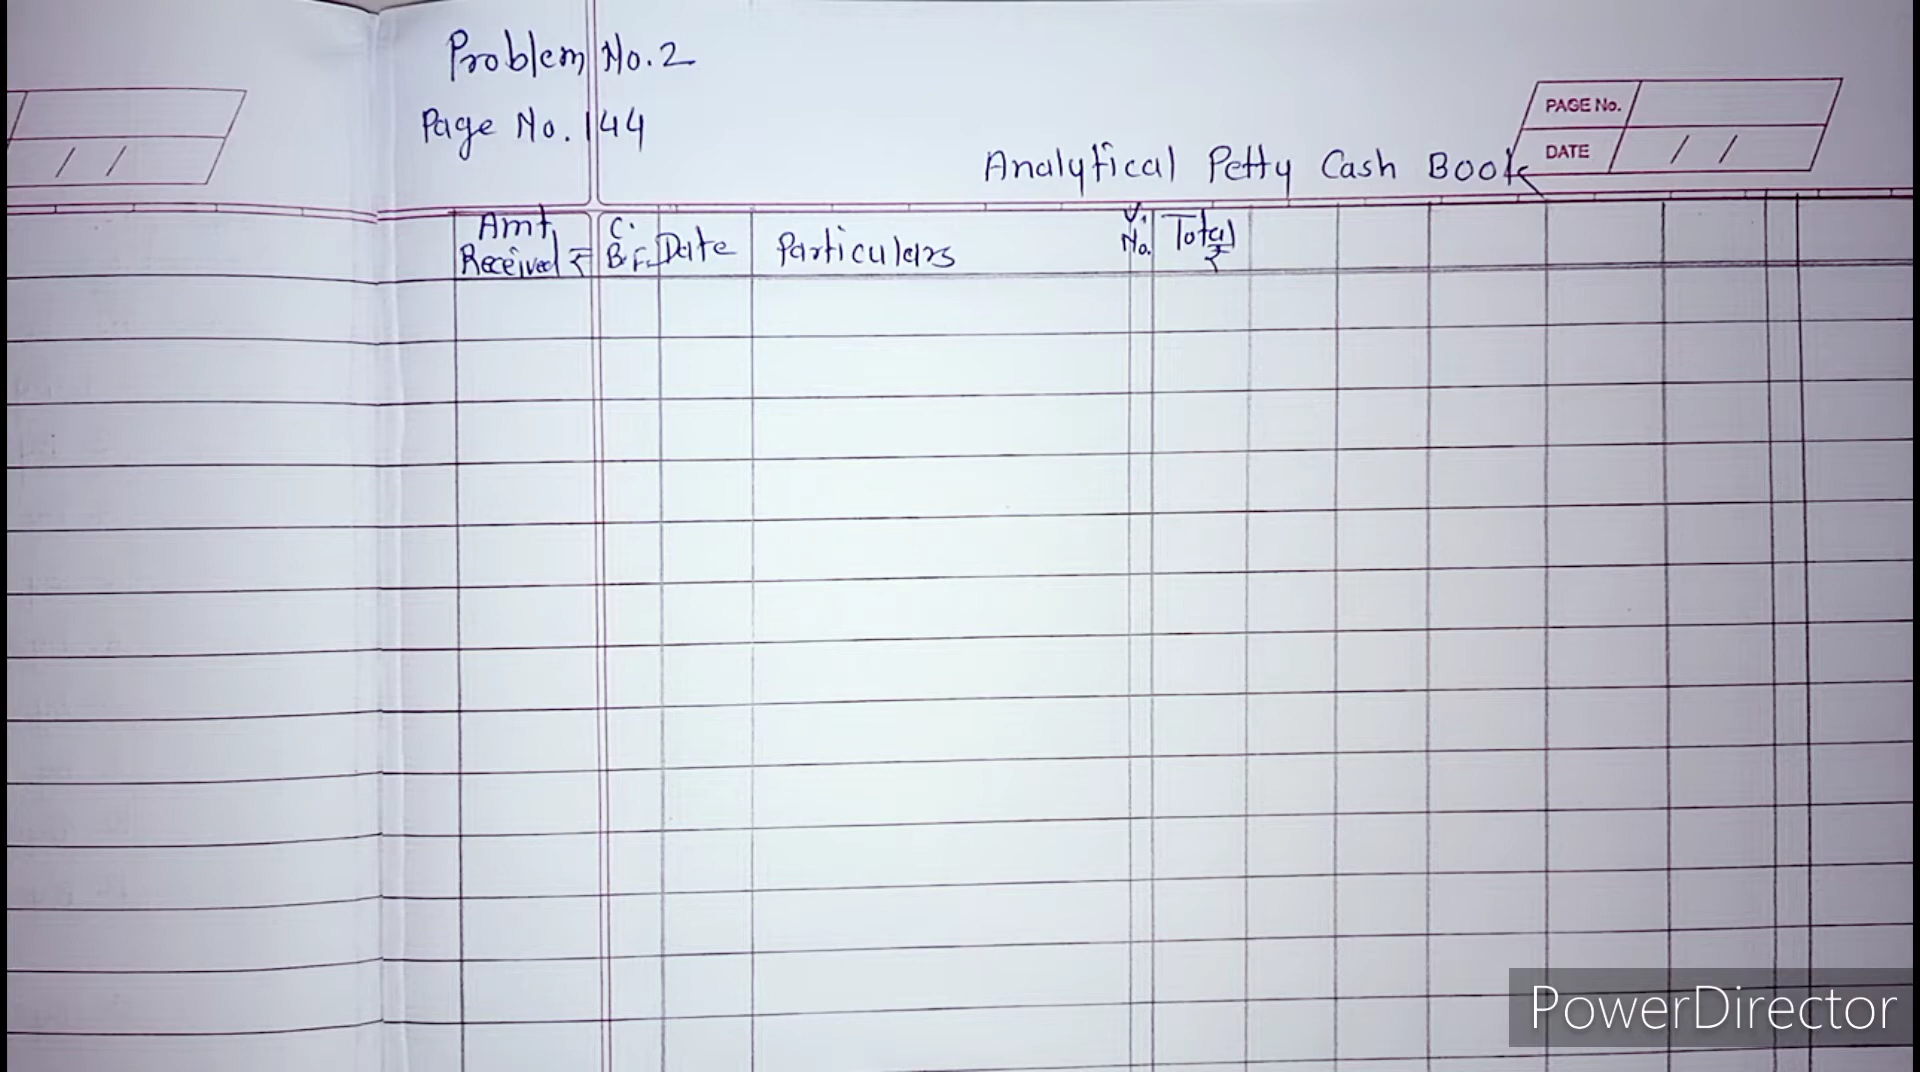 Problem No. 2
Page No. 144
PAGE No.
DATE / /
/ /
Analytical Petty Cash Book
Amt Received ₹ C. B. F. Date Particulars V. No. Total ₹
PowerDirector